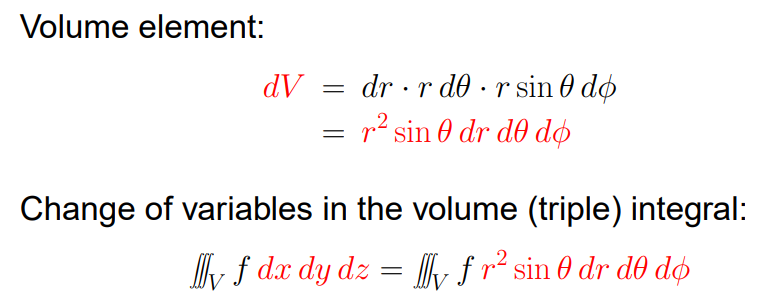 Volume element:
dV = dr · r dθ · r sin θ dϕ
= r² sin θ dr dθ dϕ
Change of variables in the volume (triple) integral:
∭_V f dx dy dz = ∭_V f r² sin θ dr dθ dϕ